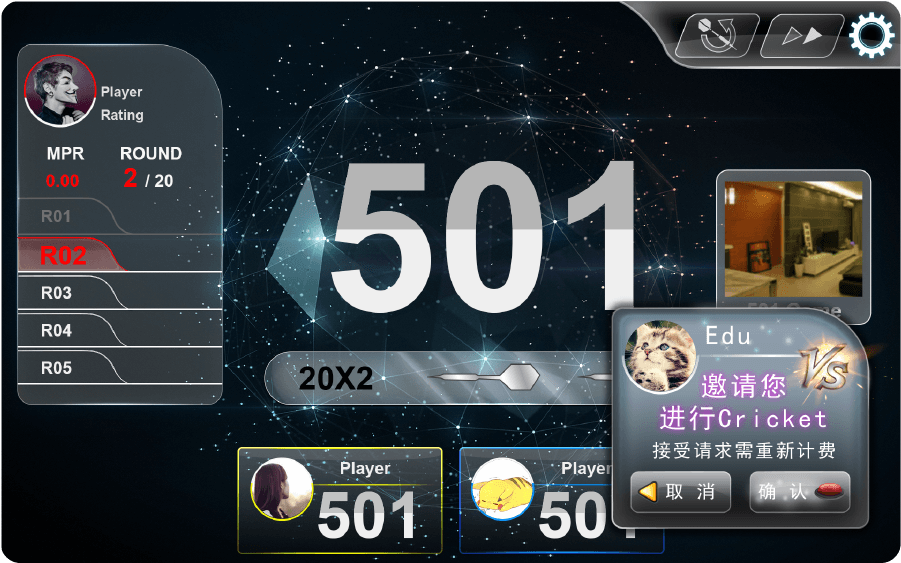 Player
Rating
MPR
ROUND
0.00
2 / 20
R01
R02
R03
R04
R05
501
20X2
Player
501
Player
Edu
VS
邀请您
进行Cricket
接受请求需重新计费
取 消
确 认